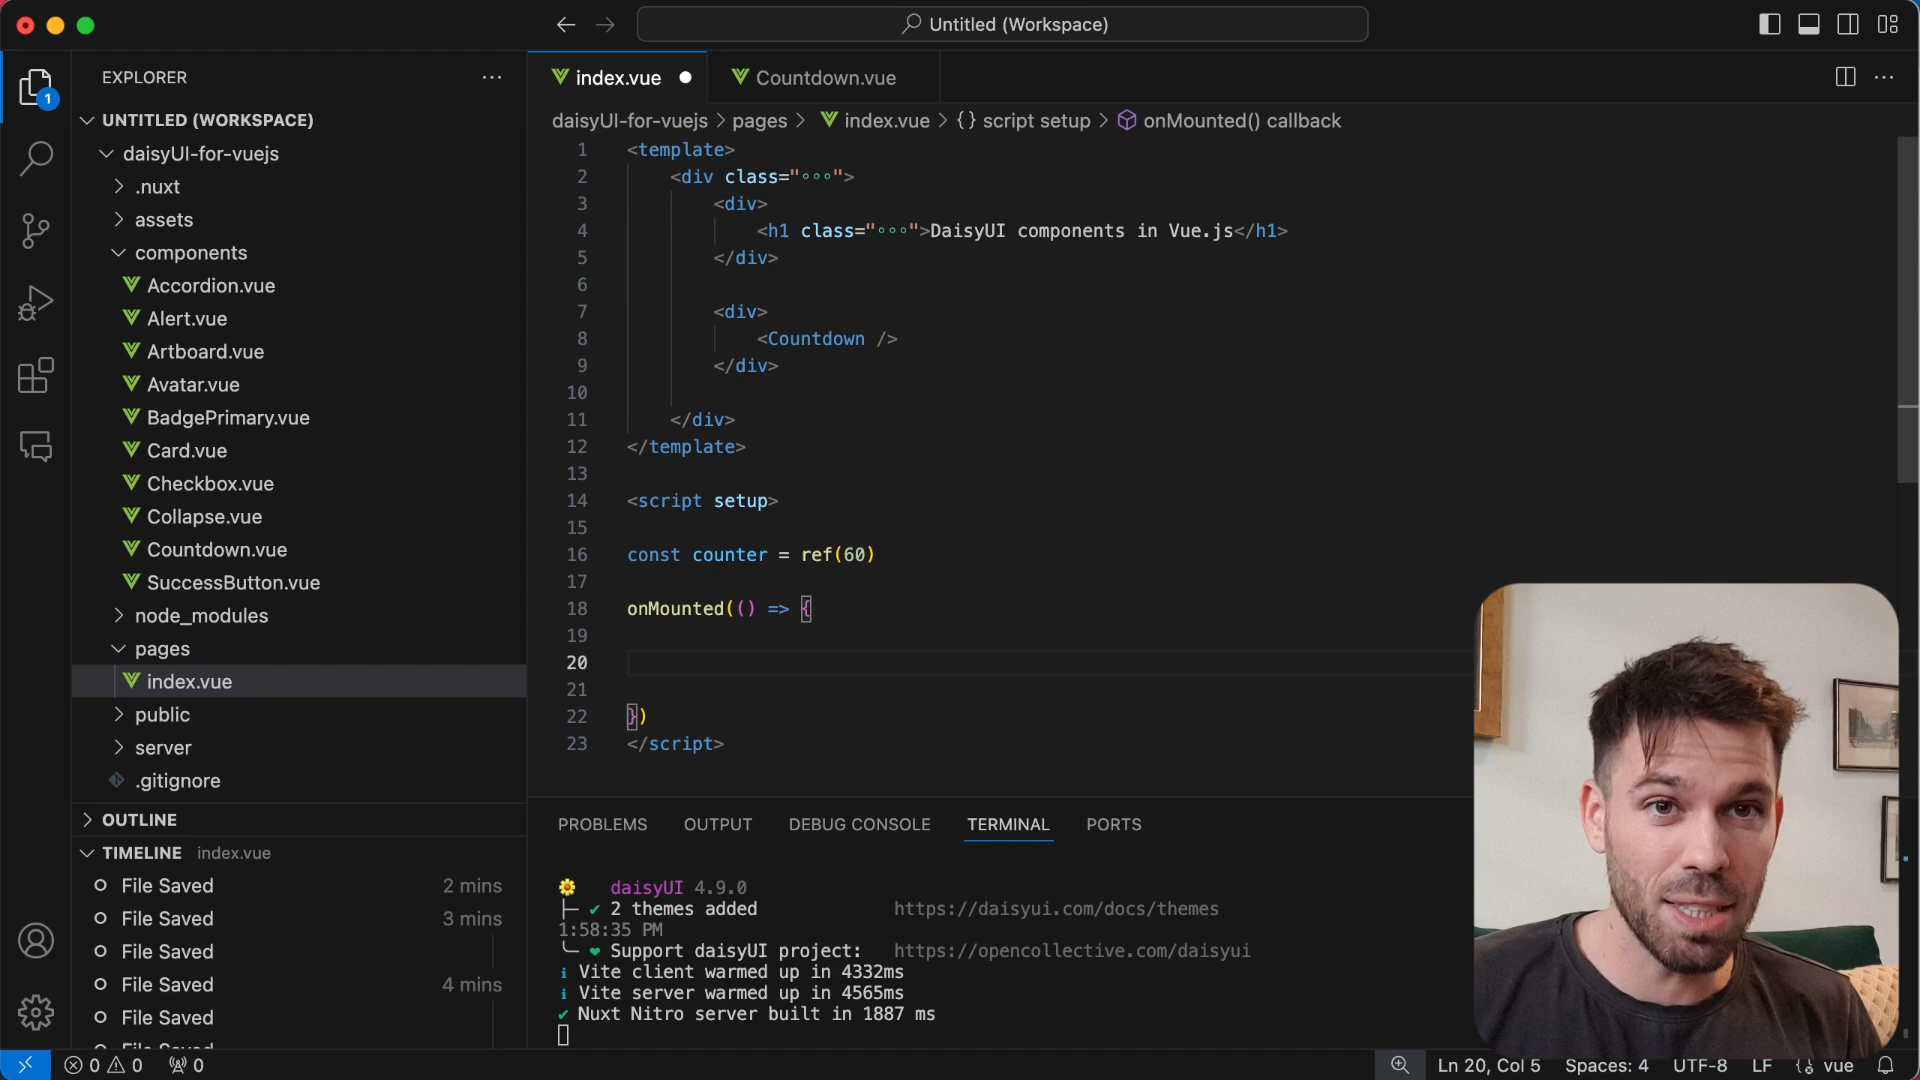 Untitled (Workspace)
EXPLORER
1
UNTITLED (WORKSPACE)
daisyUI-for-vuejs
.nuxt
assets
components
Accordion.vue
Alert.vue
Artboard.vue
Avatar.vue
BadgePrimary.vue
Card.vue
Checkbox.vue
Collapse.vue
Countdown.vue
SuccessButton.vue
node_modules
pages
index.vue
public
server
.gitignore
OUTLINE
TIMELINE index.vue
File Saved 2 mins
File Saved 3 mins
File Saved
File Saved 4 mins
File Saved
File Saved
index.vue
Countdown.vue
daisyUI-for-vuejs > pages > index.vue > {} script setup > onMounted() callback
1 <template>
2 <div class="∘∘∘">
3 <div>
4 <h1 class="∘∘∘">DaisyUI components in Vue.js</h1>
5 </div>
6
7 <div>
8 <Countdown />
9 </div>
10
11 </div>
12 </template>
13
14 <script setup>
15
16 const counter = ref(60)
17
18 onMounted(() => {
19
20
21
22 })
23 </script>
PROBLEMS OUTPUT DEBUG CONSOLE TERMINAL PORTS
daisyUI 4.9.0
├─ ✔ 2 themes added https://daisyui.com/docs/themes
1:58:35 PM
╰─ ❤ Support daisyUI project: https://opencollective.com/daisyui
ℹ Vite client warmed up in 4332ms
ℹ Vite server warmed up in 4565ms
✔ Nuxt Nitro server built in 1887 ms
0 0 0
Ln 20, Col 5 Spaces: 4 UTF-8 LF vue